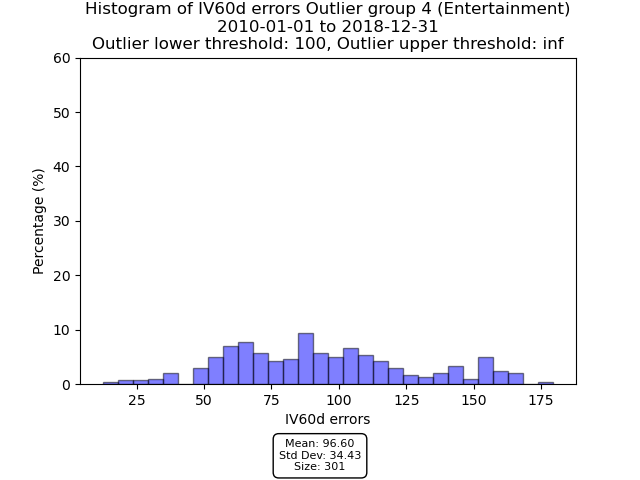 Histogram of IV60d errors Outlier group 4 (Entertainment)
2010-01-01 to 2018-12-31
Outlier lower threshold: 100, Outlier upper threshold: inf
60
50
40
30
20
10
0
Percentage (%)
25 50 75 100 125 150 175
IV60d errors
Mean: 96.60
Std Dev: 34.43
Size: 301